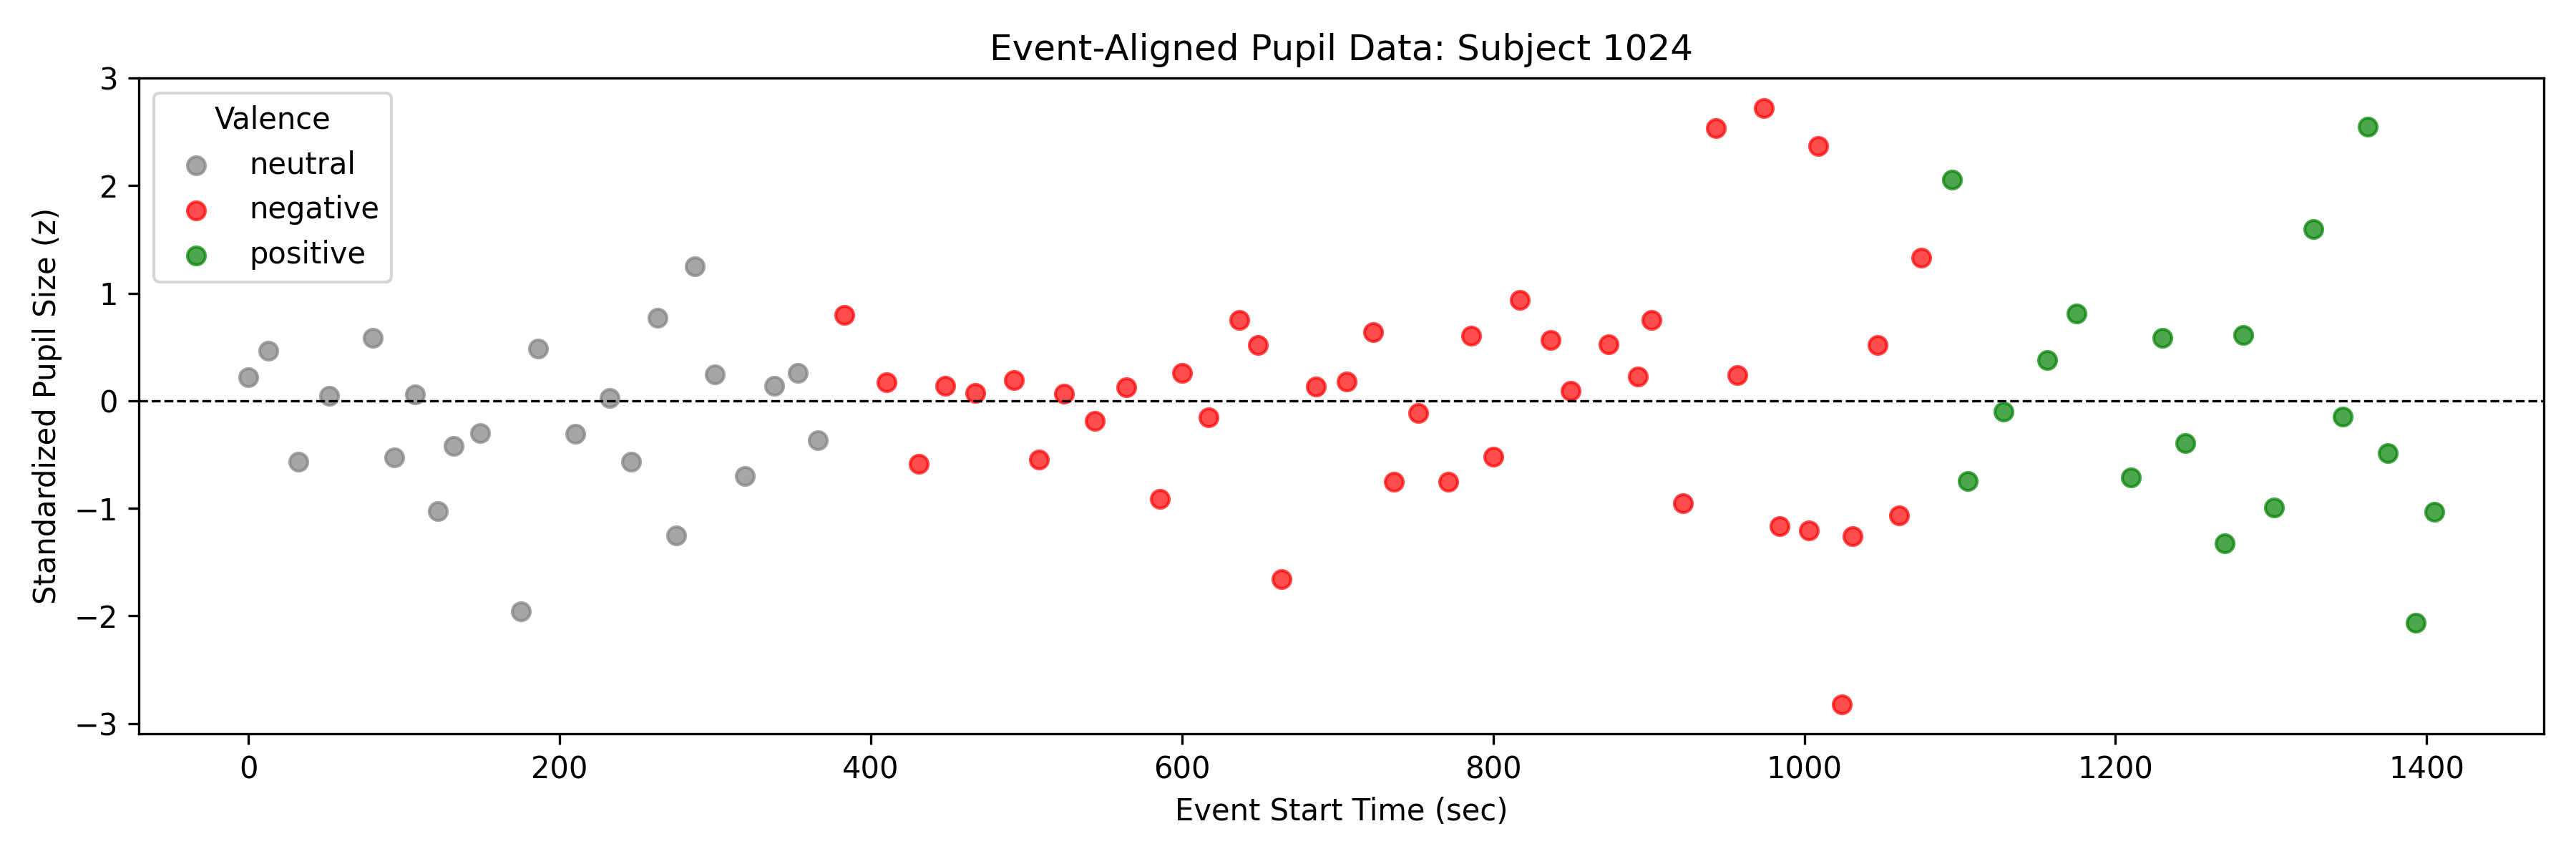 Event-Aligned Pupil Data: Subject 1024
Valence
neutral
negative
positive
Standardized Pupil Size (z)
3
2
1
0
−1
−2
−3
0 200 400 600 800 1000 1200 1400
Event Start Time (sec)